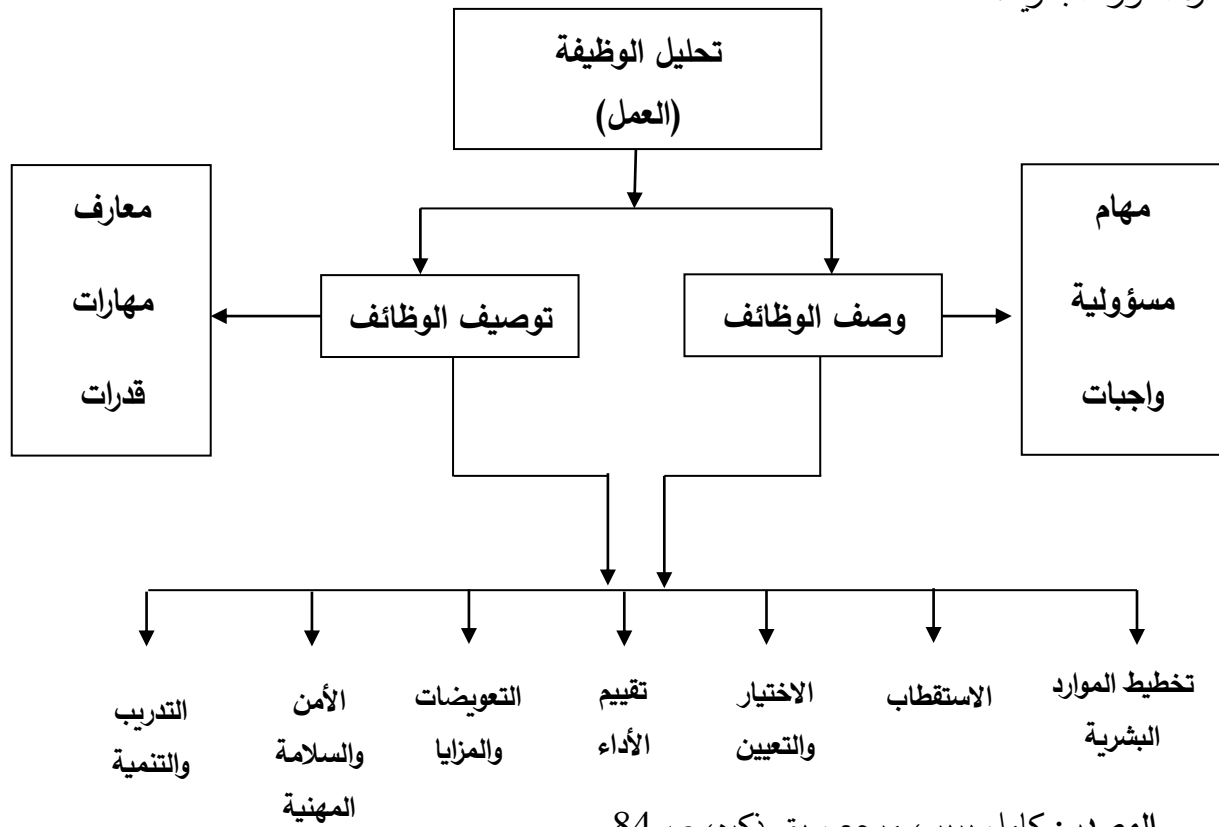 تحليل الوظيفة
(العمل)
مهام
مسؤولية
واجبات
وصف الوظائف
توصيف الوظائف
معارف
مهارات
قدرات
تخطيط الموارد
البشرية
الاستقطاب
الاختيار
والتعيين
تقييم
الأداء
التعويضات
والمزايا
الأمن
والسلامة
المهنية
التدريب
والتنمية
84